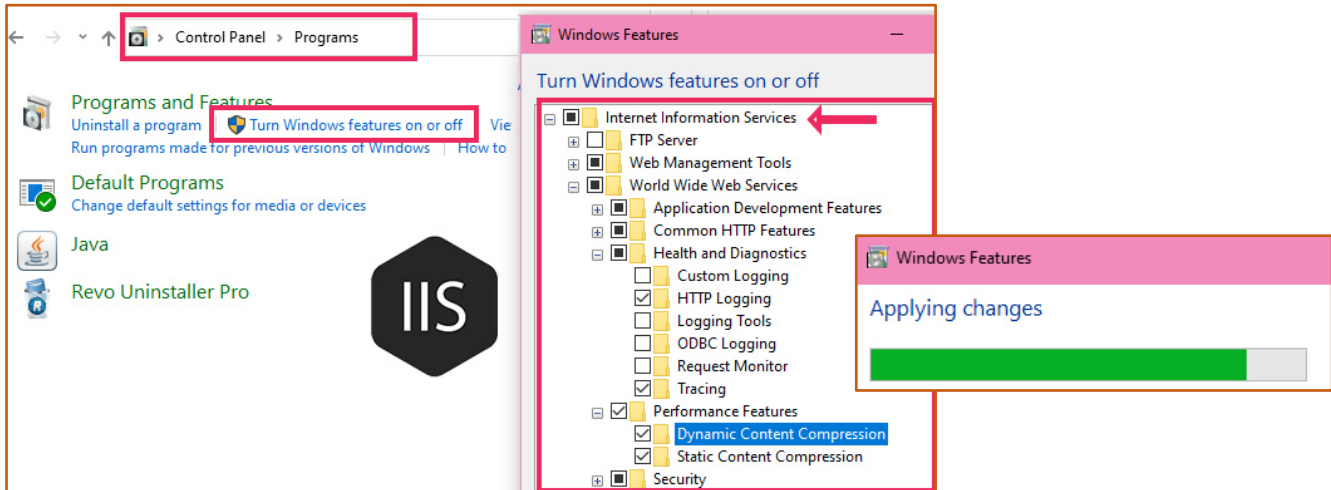 Control Panel > Programs
Programs and Features
Uninstall a program Turn Windows features on or off Vie
Run programs made for previous versions of Windows How to
Default Programs
Change default settings for media or devices
Java
Revo Uninstaller Pro
IIS
Windows Features
Turn Windows features on or off
Internet Information Services
FTP Server
Web Management Tools
World Wide Web Services
Application Development Features
Common HTTP Features
Health and Diagnostics
Custom Logging
HTTP Logging
Logging Tools
ODBC Logging
Request Monitor
Tracing
Performance Features
Dynamic Content Compression
Static Content Compression
Security
Windows Features
Applying changes